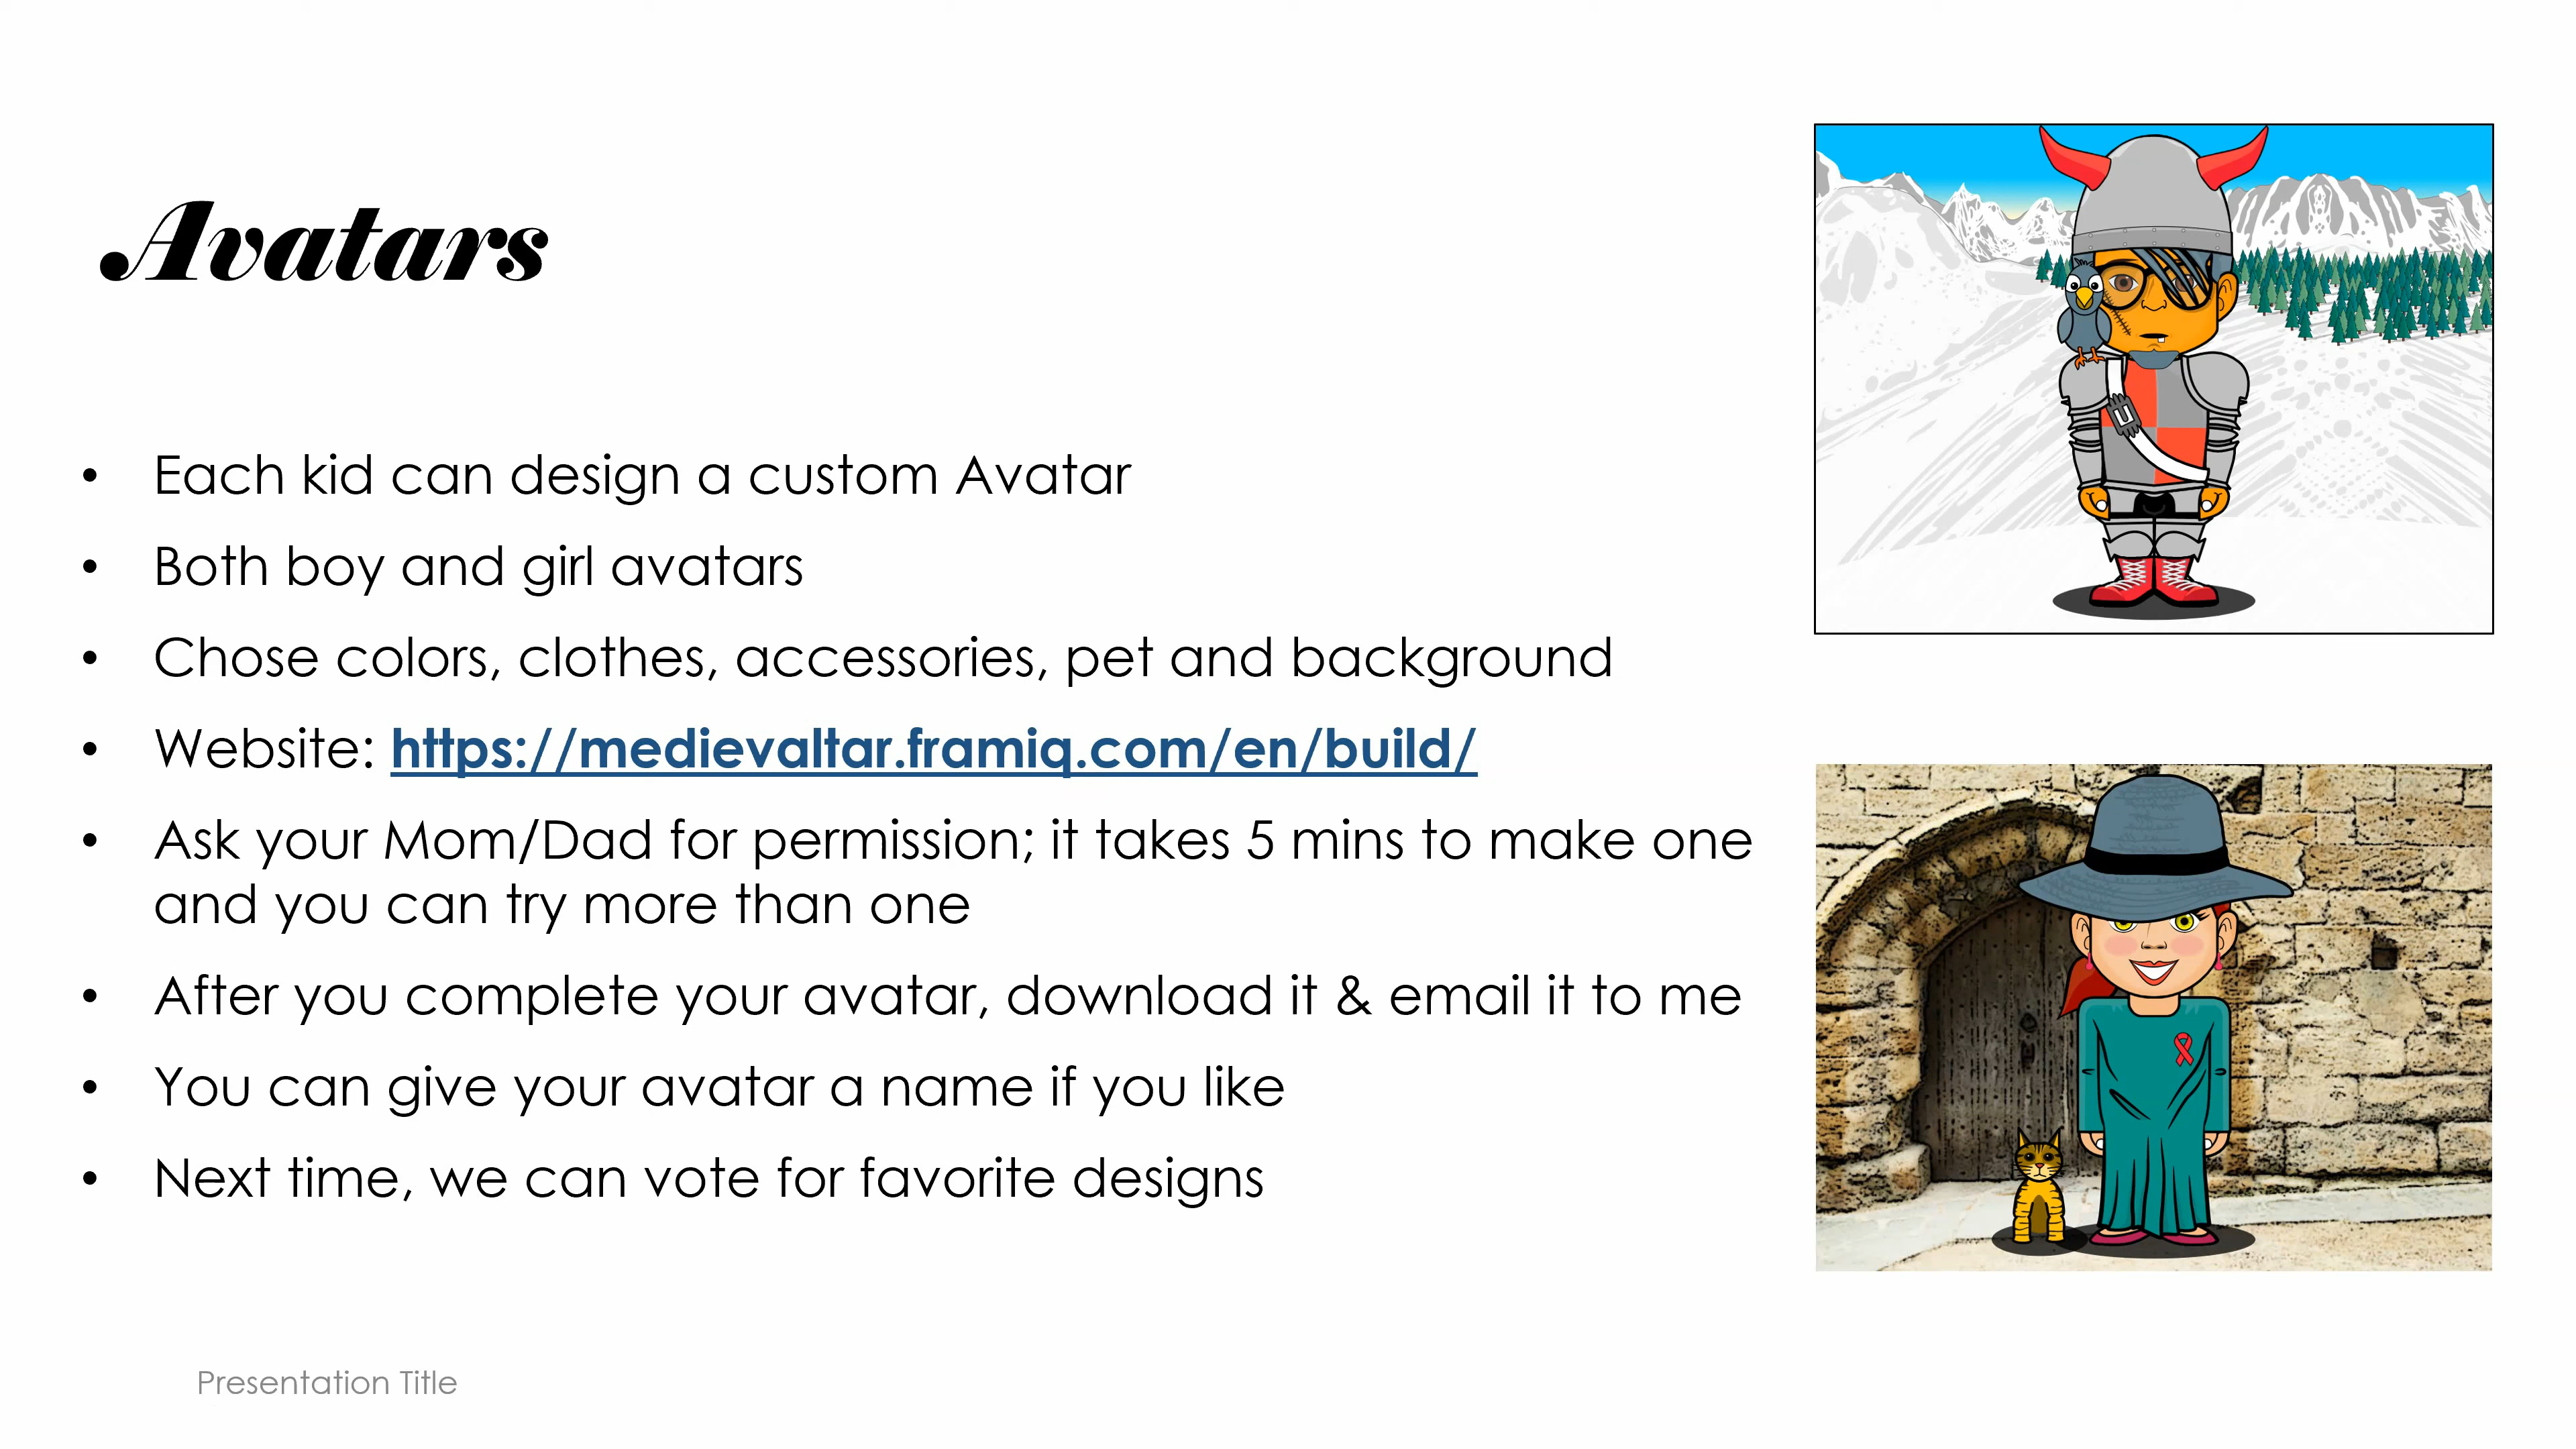 Avatars
• Each kid can design a custom Avatar
• Both boy and girl avatars
• Chose colors, clothes, accessories, pet and background
• Website: https://medievaltar.framiq.com/en/build/
• Ask your Mom/Dad for permission; it takes 5 mins to make one
and you can try more than one
• After you complete your avatar, download it & email it to me
• You can give your avatar a name if you like
• Next time, we can vote for favorite designs
Presentation Title